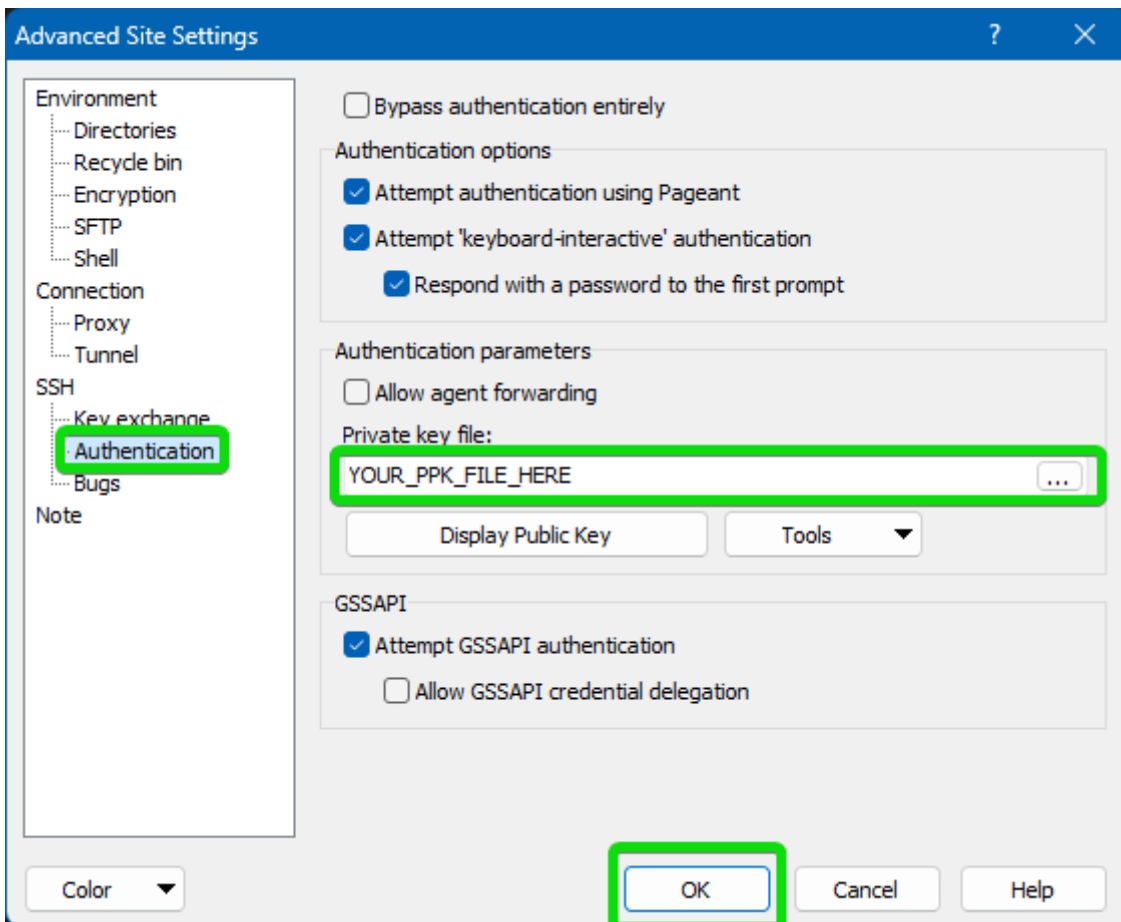 Advanced Site Settings
?
Environment
Directories
Recycle bin
Encryption
SFTP
Shell
Connection
Proxy
Tunnel
SSH
Key exchange
Authentication
Bugs
Note
Bypass authentication entirely
Authentication options
Attempt authentication using Pageant
Attempt 'keyboard-interactive' authentication
Respond with a password to the first prompt
Authentication parameters
Allow agent forwarding
Private key file:
YOUR_PPK_FILE_HERE
...
Display Public Key
Tools
GSSAPI
Attempt GSSAPI authentication
Allow GSSAPI credential delegation
Color
OK
Cancel
Help